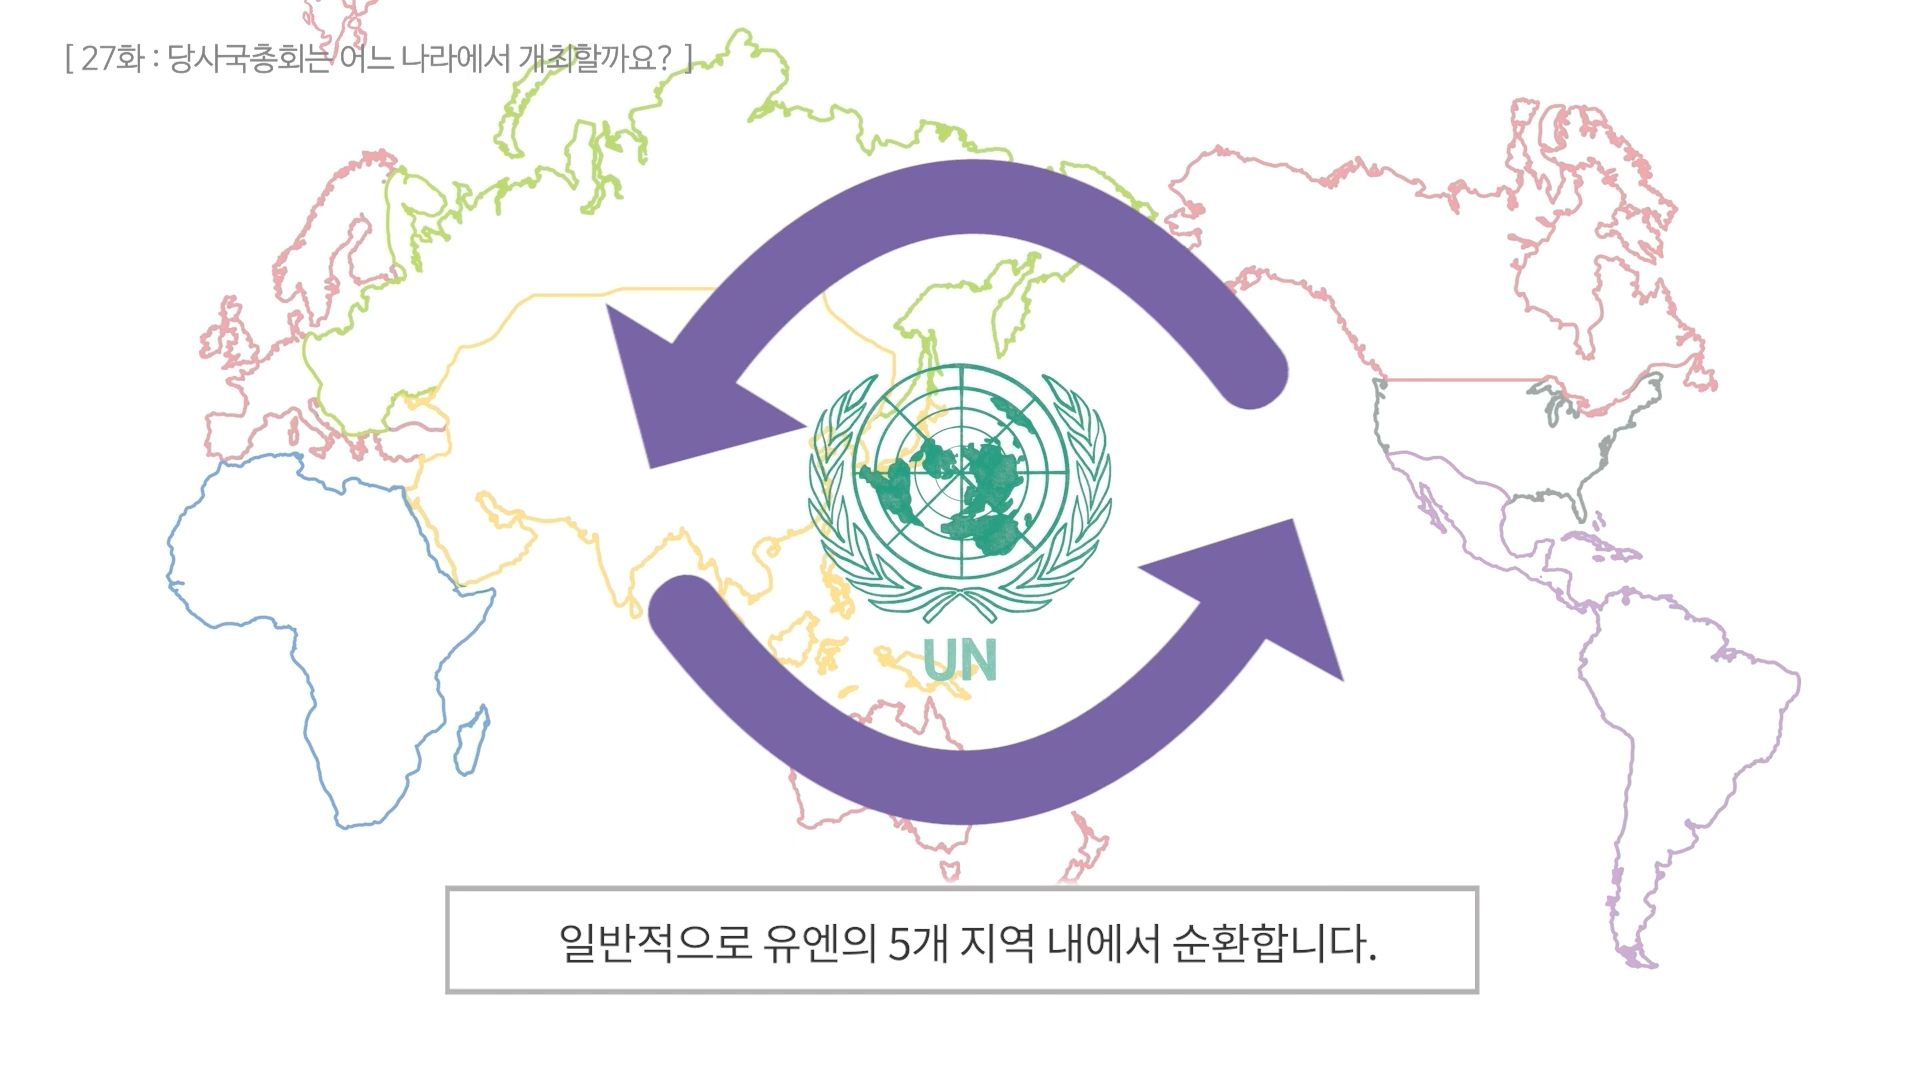 [ 27화 : 당사국총회는 어느 나라에서 개최할까요? ]
UN
일반적으로 유엔의 5개 지역 내에서 순환합니다.